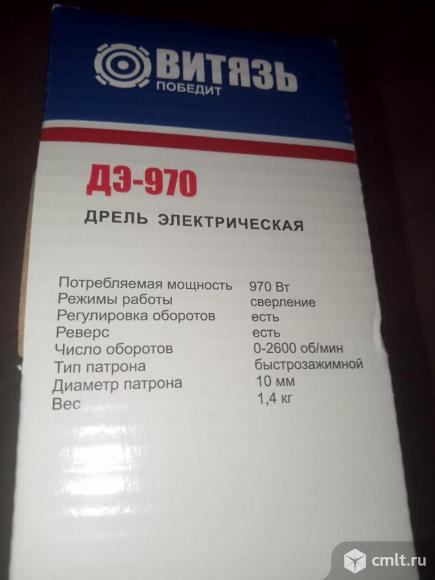 ВИТЯЗЬ
ПОБЕДИТ
ДЭ-970
ДРЕЛЬ ЭЛЕКТРИЧЕСКАЯ
Потребляемая мощность 970 Вт
Режимы работы сверление
Регулировка оборотов есть
Реверс есть
Число оборотов 0-2600 об/мин
Тип патрона быстрозажимной
Диаметр патрона 10 мм
Вес 1,4 кг
cmlt.ru